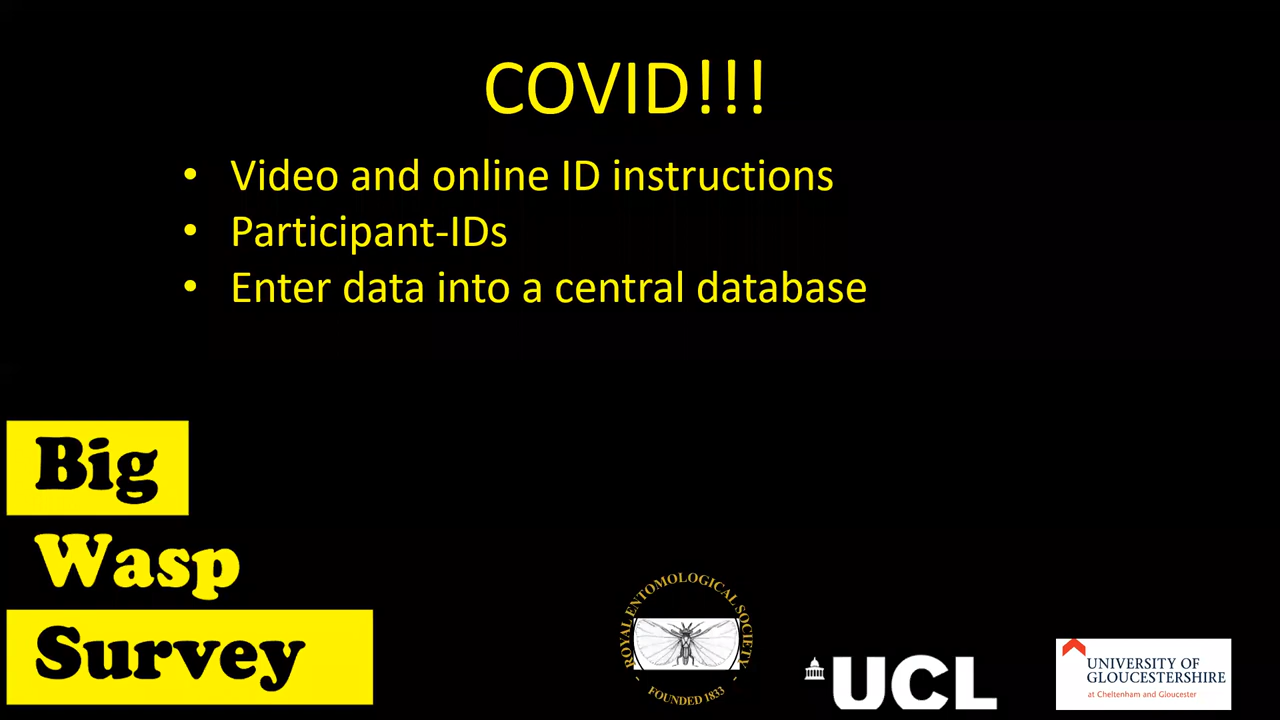 COVID!!!
• Video and online ID instructions
• Participant-IDs
• Enter data into a central database
Big
Wasp
Survey
ROYAL ENTOMOLOGICAL SOCIETY
- FOUNDED 1833 -
UCL
UNIVERSITY OF
GLOUCESTERSHIRE
at Cheltenham and Gloucester